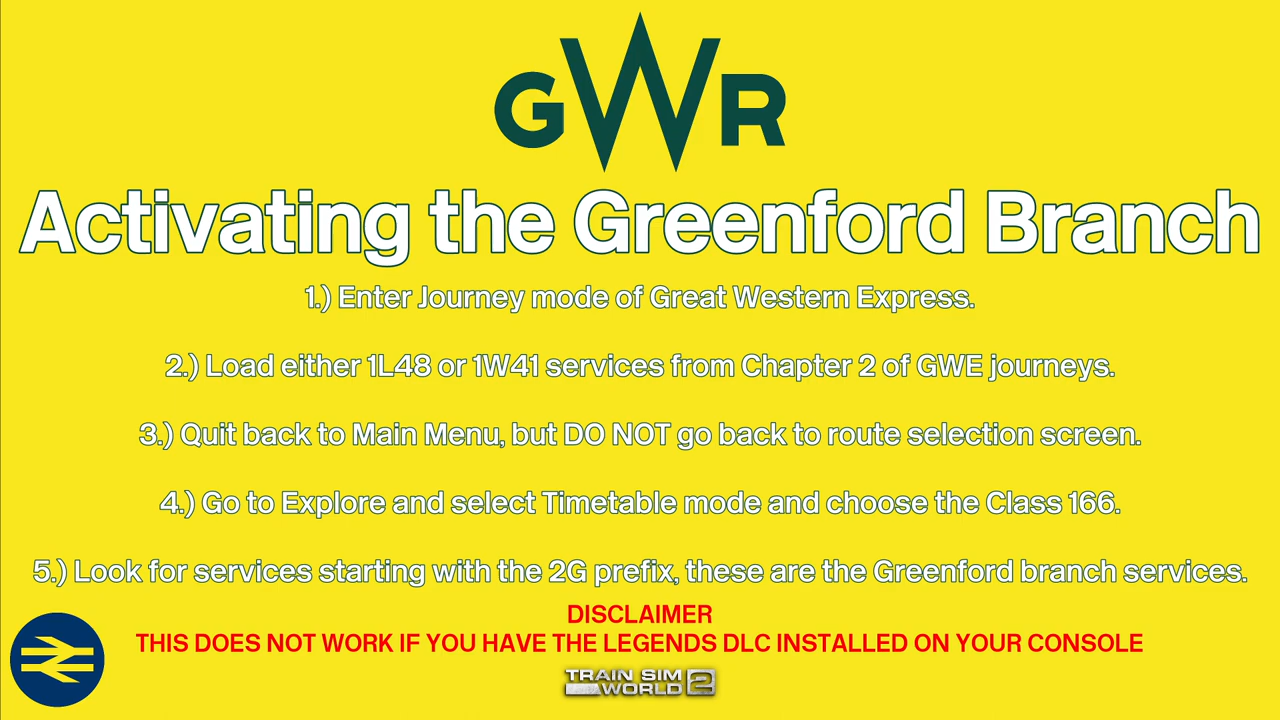 GWR
Activating the Greenford Branch
1.) Enter Journey mode of Great Western Express.
2.) Load either 1L48 or 1W41 services from Chapter 2 of GWE journeys.
3.) Quit back to Main Menu, but DO NOT go back to route selection screen.
4.) Go to Explore and select Timetable mode and choose the Class 166.
5.) Look for services starting with the 2G prefix, these are the Greenford branch services.
DISCLAIMER
THIS DOES NOT WORK IF YOU HAVE THE LEGENDS DLC INSTALLED ON YOUR CONSOLE
TRAIN SIM
WORLD 2